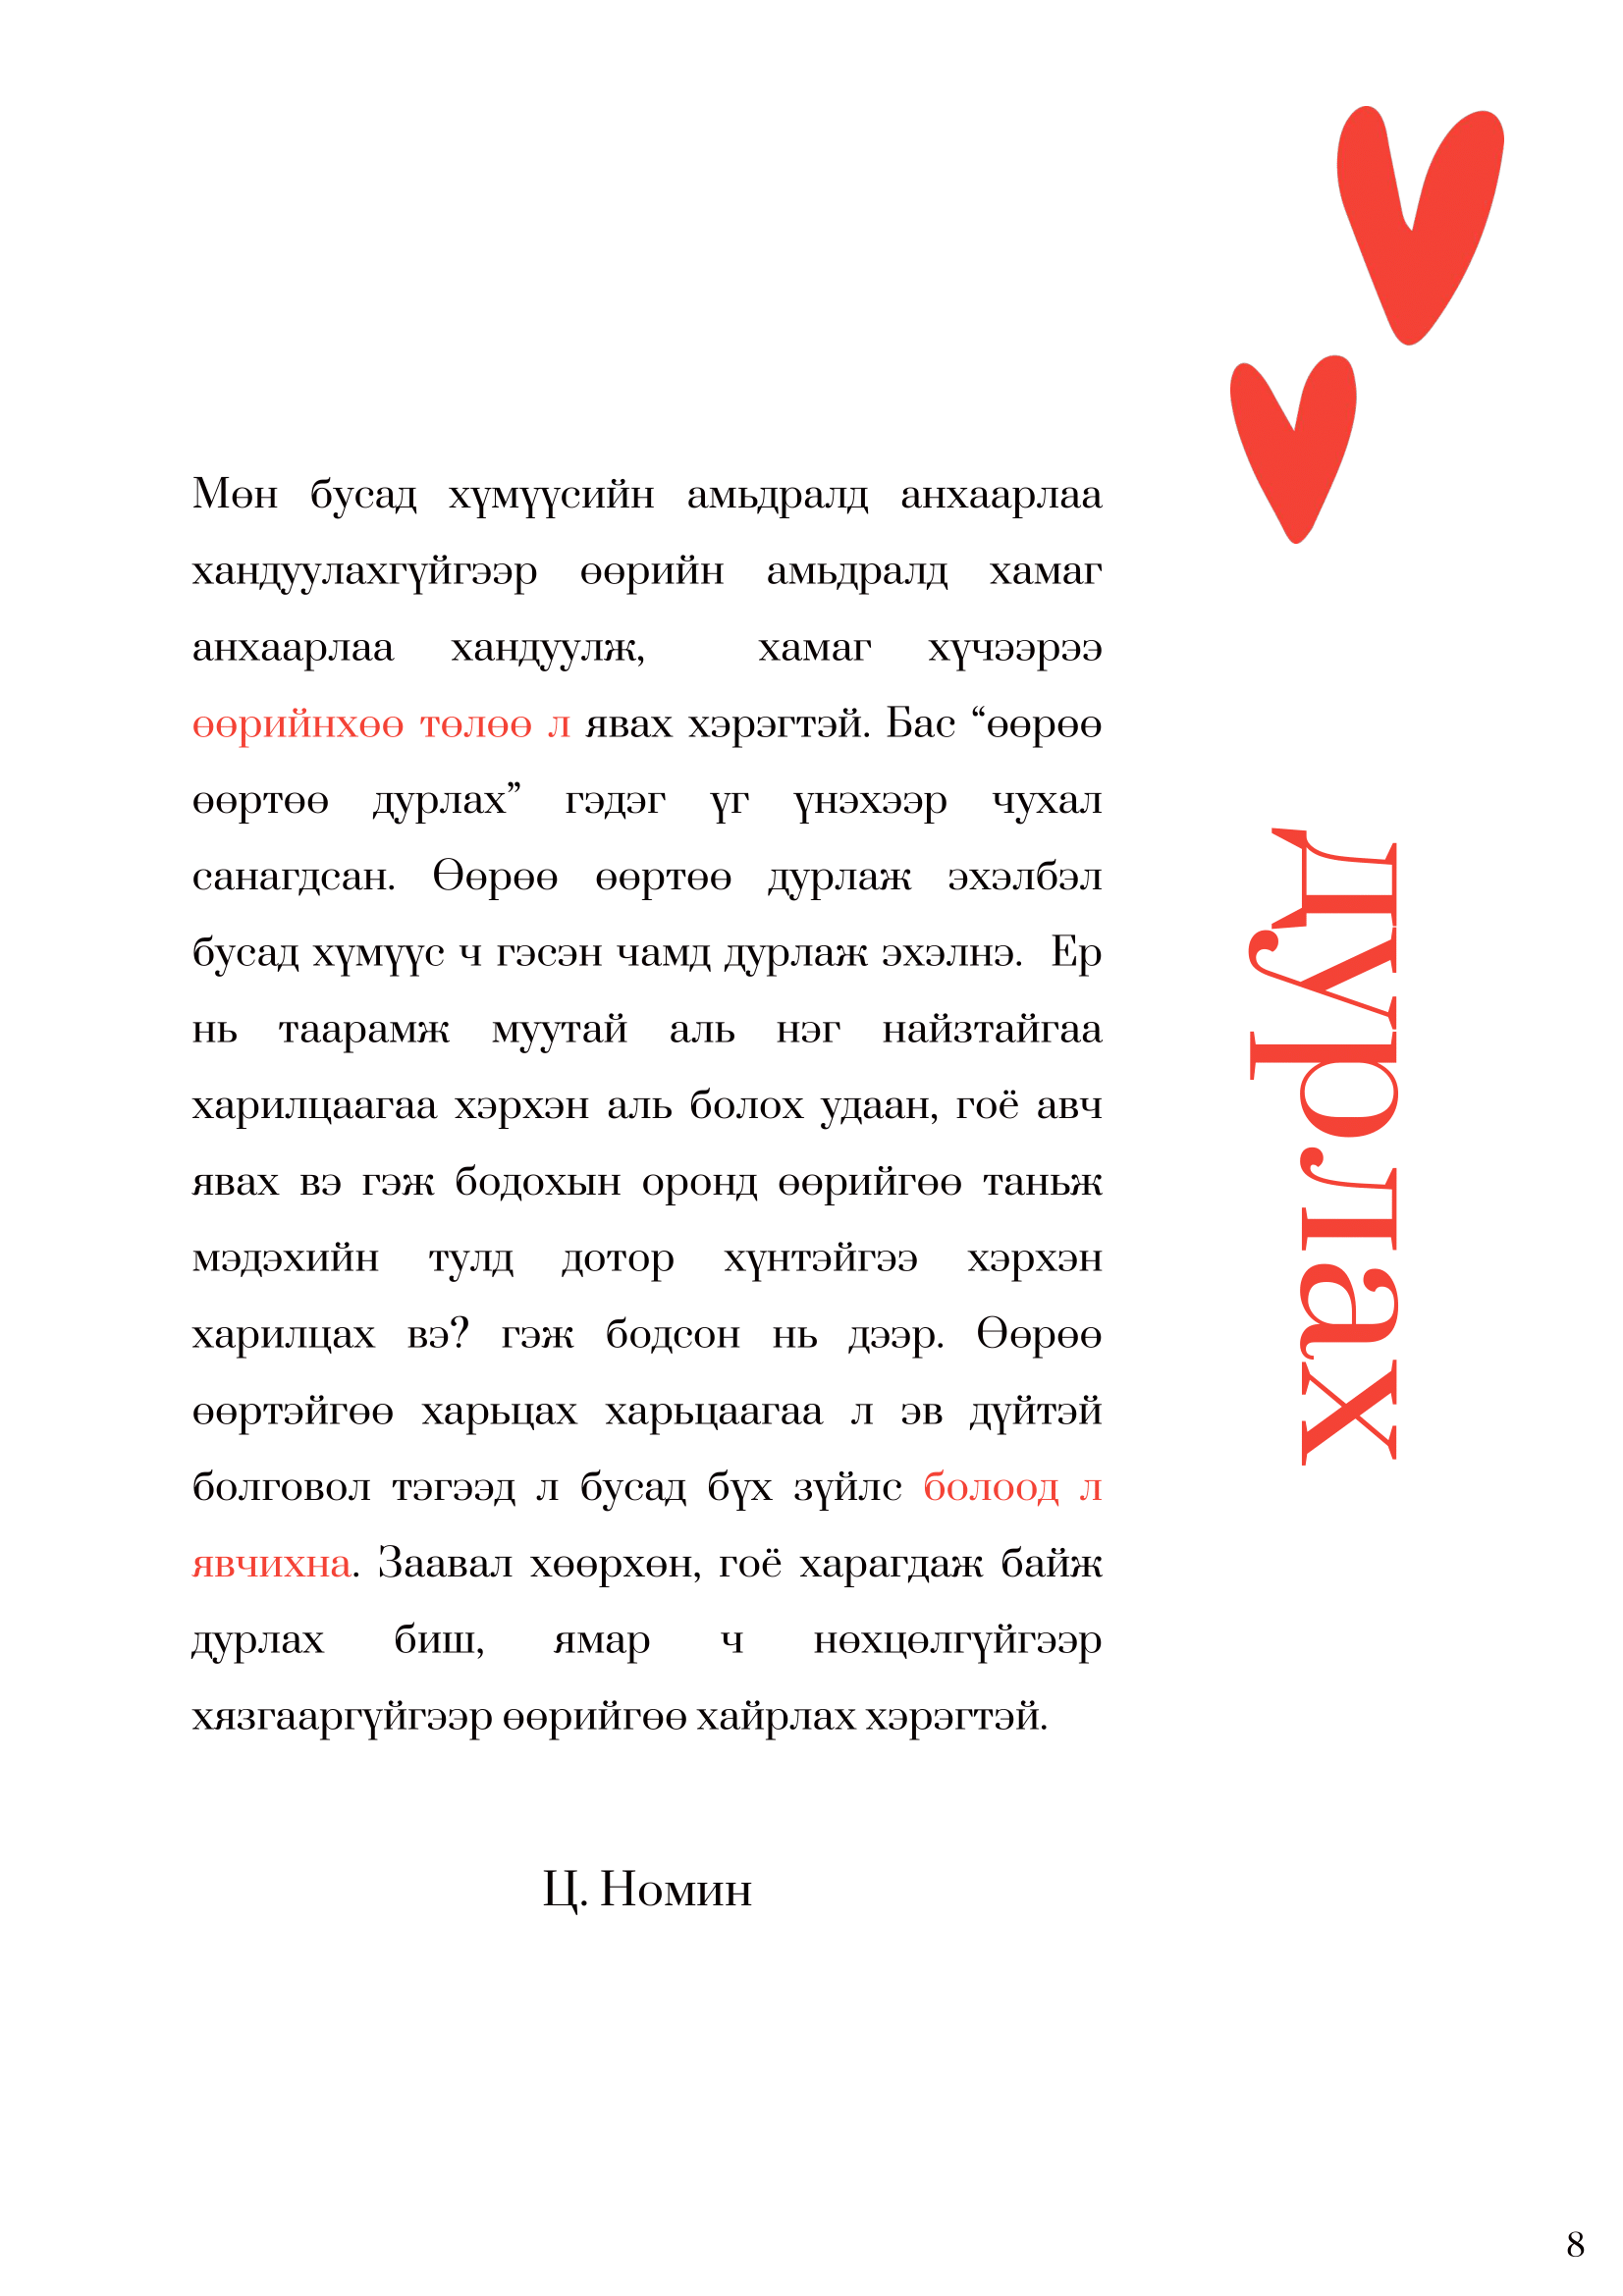 Мөн бусад хүмүүсийн амьдралд анхаарлаа
хандуулахгүйгээр өөрийн амьдралд хамаг
анхаарлаа хандуулж, хамаг хүчээрээ
өөрийнхөө төлөө л явах хэрэгтэй. Бас “өөрөө
өөртөө дурлах” гэдэг үг үнэхээр чухал
санагдсан. Өөрөө өөртөө дурлаж эхэлбэл
бусад хүмүүс ч гэсэн чамд дурлаж эхэлнэ. Ер
нь таарамж муутай аль нэг найзтайгаа
харилцаагаа хэрхэн аль болох удаан, гоё авч
явах вэ гэж бодохын оронд өөрийгөө таньж
мэдэхийн тулд дотор хүнтэйгээ хэрхэн
харилцах вэ? гэж бодсон нь дээр. Өөрөө
өөртэйгөө харьцах харьцаагаа л эв дүйтэй
болговол тэгээд л бусад бүх зүйлс болоод л
явчихна. Заавал хөөрхөн, гоё харагдаж байж
дурлах биш, ямар ч нөхцөлгүйгээр
хязгааргүйгээр өөрийгөө хайрлах хэрэгтэй.
Ц. Номин
дурлах
8